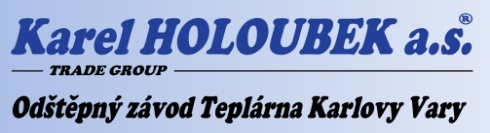 Karel HOLOUBEK a.s.®
TRADE GROUP
Odštěpný závod Teplárna Karlovy Vary